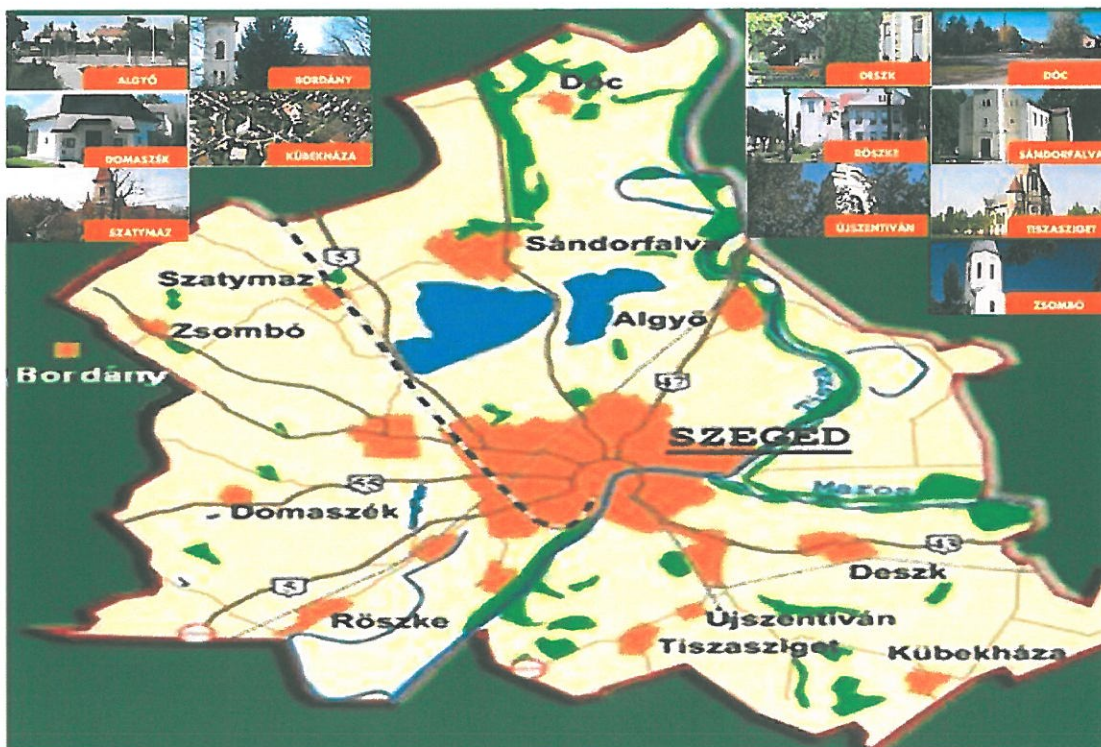 ALGYŐ
BORDÁNY
DOMASZÉK
KÜBEKHÁZA
SZATYMAZ
DESZK
DÓC
RÖSZKE
SÁNDORFALVA
ÚJSZENTIVÁN
TISZASZIGET
ZSOMBÓ
Dóc
Sándorfalva
5
Szatymaz
Zsombó
Algyő
Bordány
47
Tisza
SZEGED
Maros
55
Domaszék
43
Deszk
5
Röszke
Újszentiván
Tiszasziget
Kübekháza